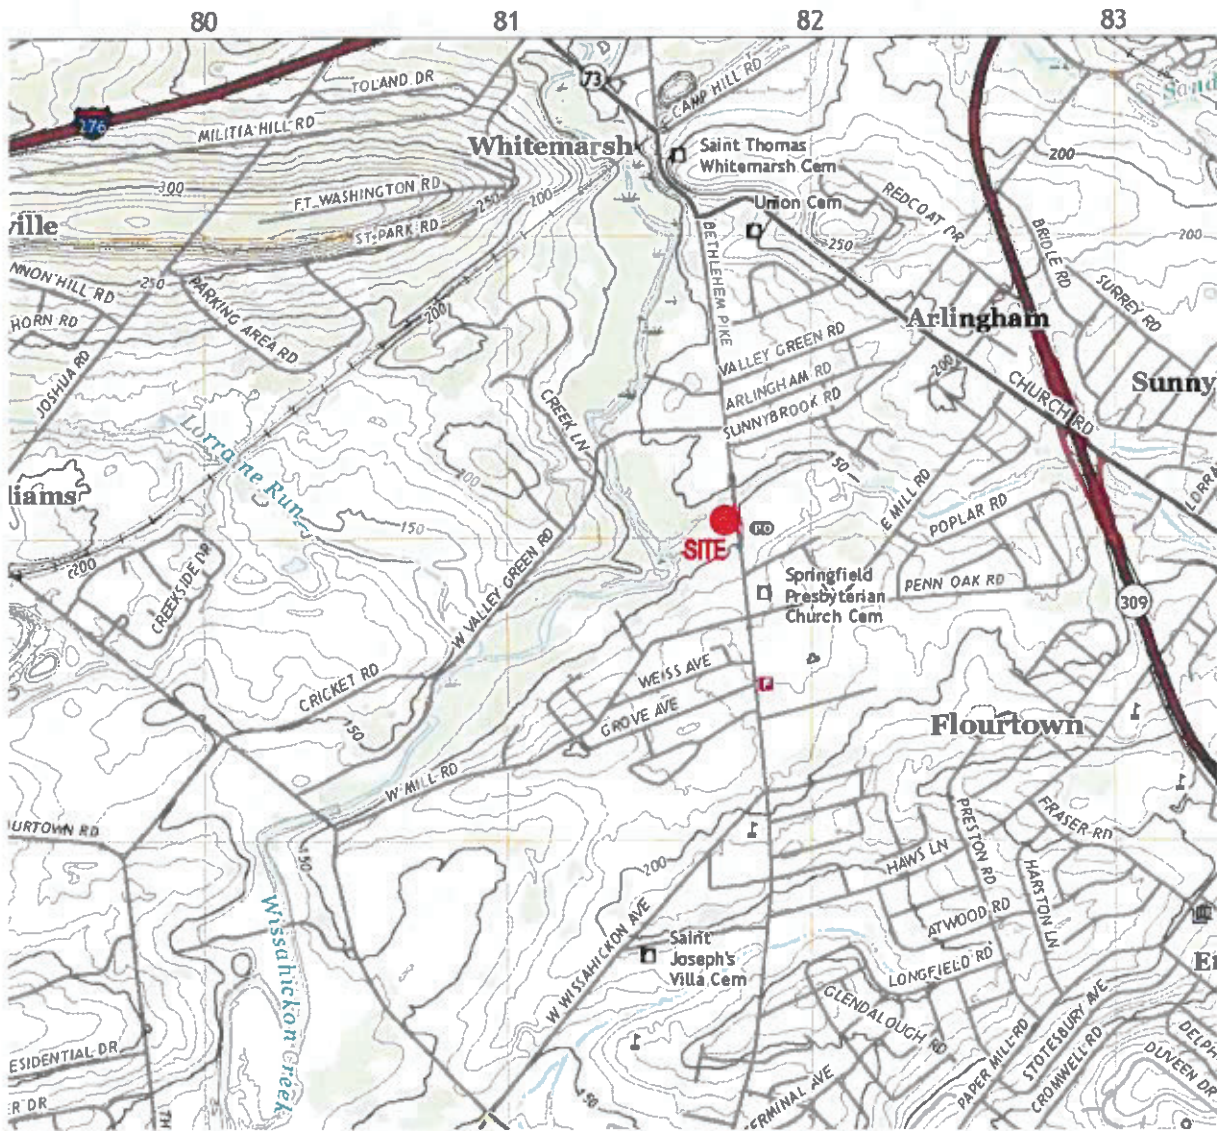 80 81 82 83
73
TOLAND DR
CAMP HILL RD
Sand
276
MILITIA HILL RD
Whitemarsh
Saint Thomas
Whitemarsh Cem
200
300
FT. WASHINGTON RD
250
200
Union Cem
REDCOAT DR
ville
ST. PARK RD
BETHLEHEM PIKE
250
BRIDLE RD
200
NNON HILL RD
250
PARKING AREA RD
SURREY RD
HORN RD
200
Arlingham
VALLEY GREEN RD
JOSHUA RD
ARLINGHAM RD
200
CHURCH RD
Sunny
CREEK LN
SUNNYBROOK RD
Lorraine Run
150
liams
200
E MILL RD
LORRA
150
POPLAR RD
PO
SITE
W VALLEY GREEN RD
200
CREEKSIDE DR
Springfield
Presbyterian
Church Cem
PENN OAK RD
309
WEISS AVE
CRICKET RD
P
150
GROVE AVE
Flourtown
W MILL RD
URTOWN RD
PRESTON RD
FRASER RD
150
200
HAWS LN
HARSTON LN
Wissahickon Creek
W WISSAHICKON AVE
ATWOOD RD
Saint
Joseph's
Villa Cem
LONGFIELD RD
GLENDALOUGH RD
STOTESBURY AVE
PAPER MILL RD
CROMWELL RD
DELPH
ESIDENTIAL DR
DUVEEN DR
150
ERMINAL AVE
R DR
TH